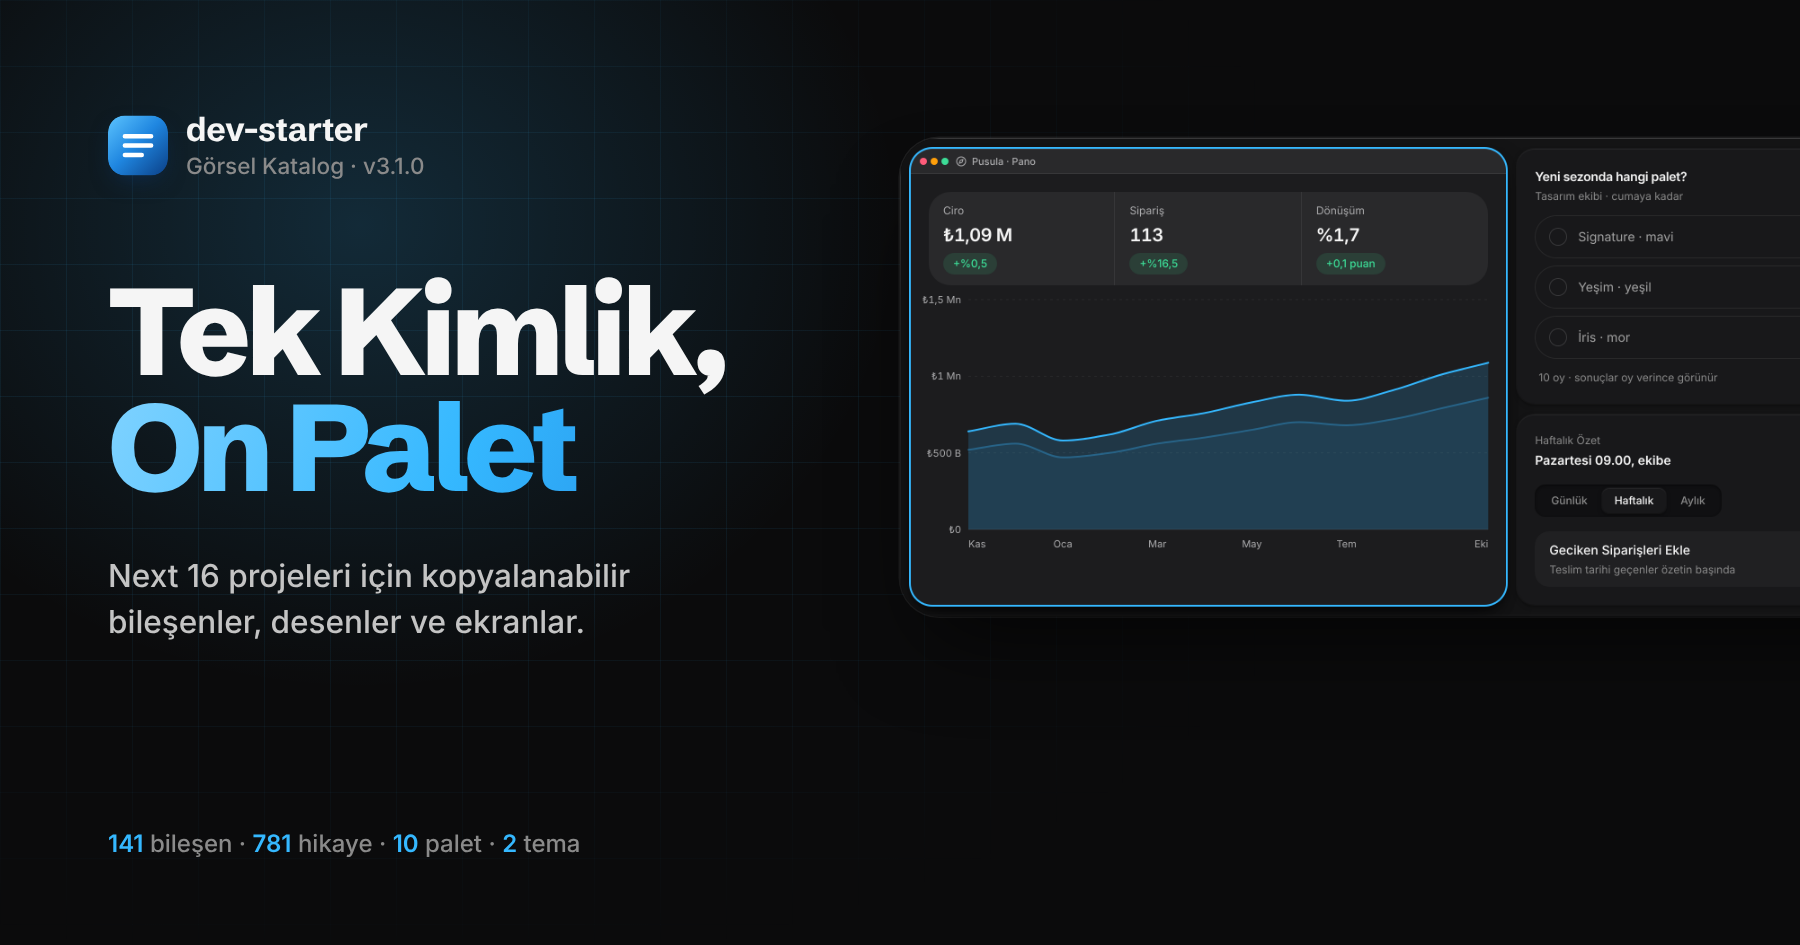 dev-starter
Görsel Katalog · v3.1.0
Tek Kimlik,
On Palet
Next 16 projeleri için kopyalanabilir
bileşenler, desenler ve ekranlar.
141 bileşen · 781 hikaye · 10 palet · 2 tema
Pusula · Pano
Ciro
₺1,09 M
+%0,5
Sipariş
113
+%16,5
Dönüşüm
%1,7
+0,1 puan
₺1,5 Mn
₺1 Mn
₺500 B
₺0
Kas Oca Mar May Tem Eki
Yeni sezonda hangi palet?
Tasarım ekibi · cumaya kadar
Signature · mavi
Yeşim · yeşil
İris · mor
10 oy · sonuçlar oy verince görünür
Haftalık Özet
Pazartesi 09.00, ekibe
Günlük Haftalık Aylık
Geciken Siparişleri Ekle
Teslim tarihi geçenler özetin başında